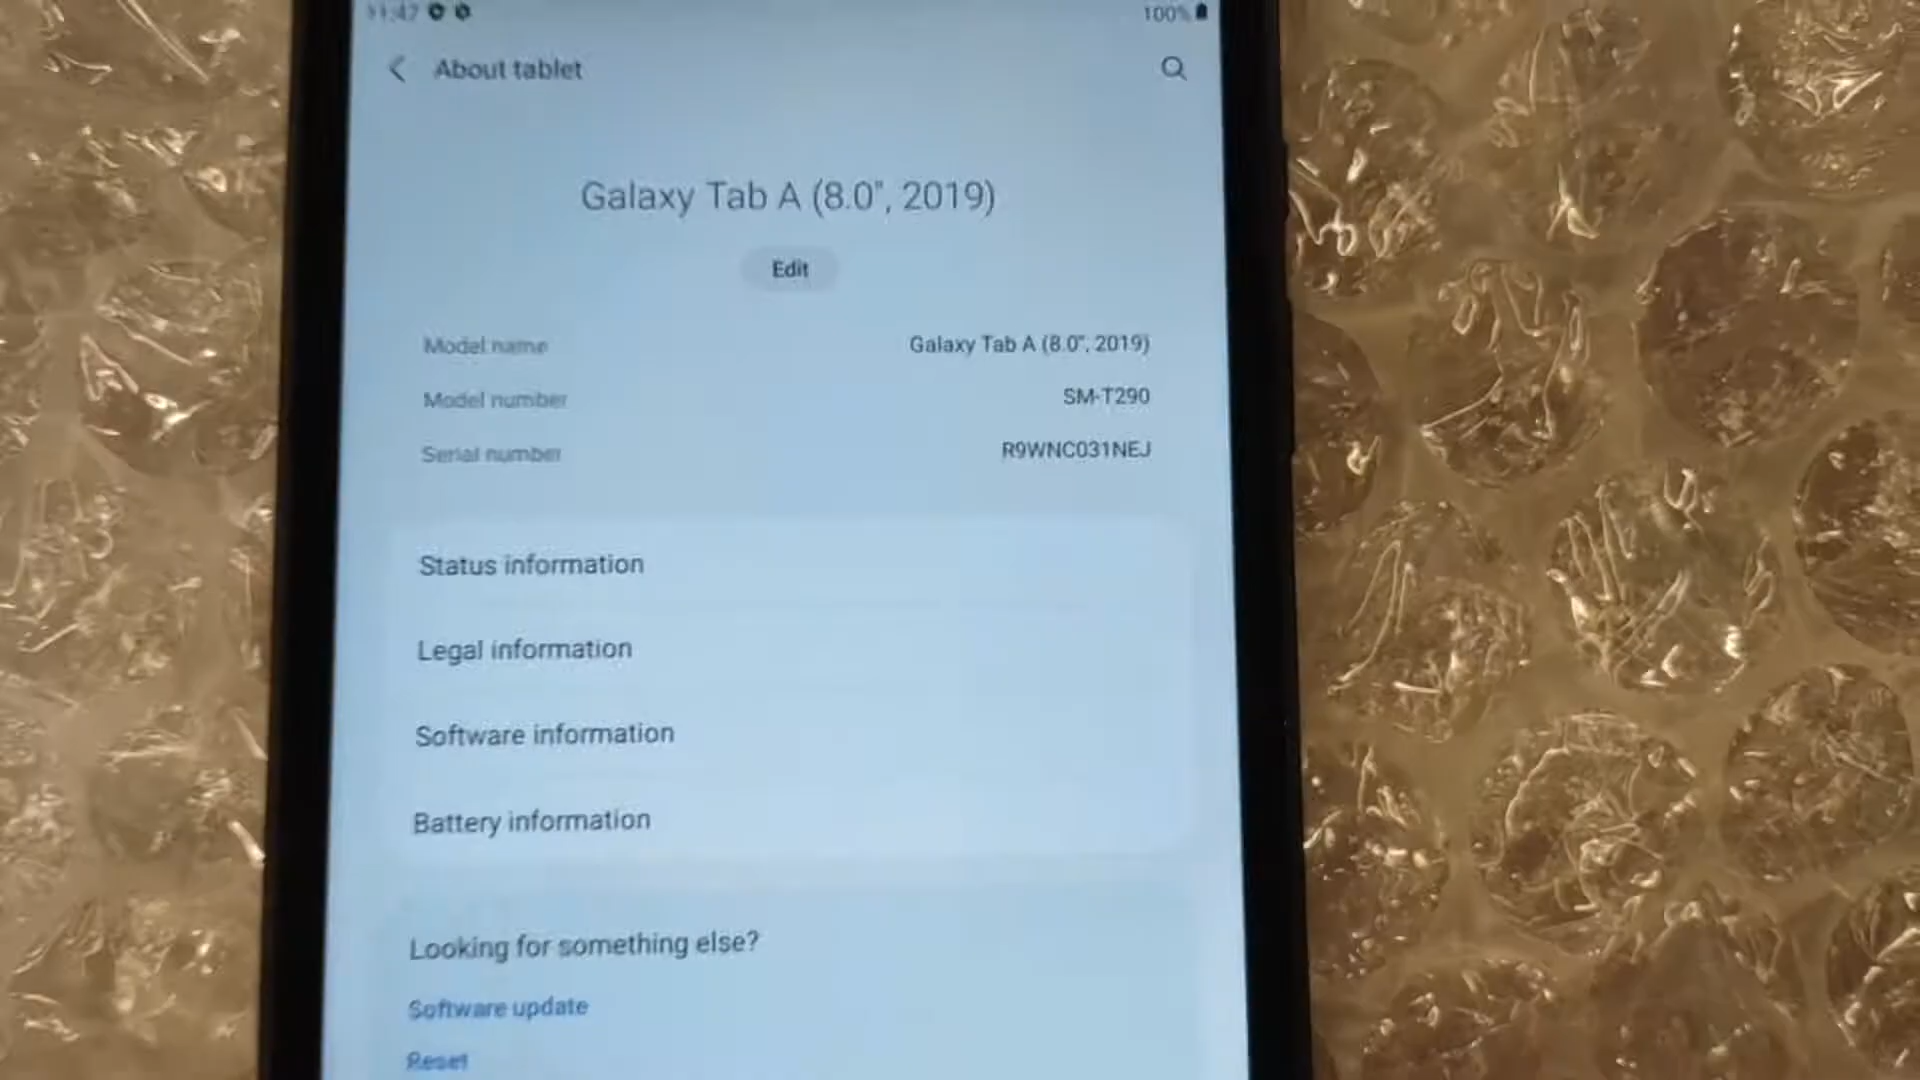 11:47 100%
About tablet
Galaxy Tab A (8.0", 2019)
Edit
Model name Galaxy Tab A (8.0", 2019)
Model number SM-T290
Serial number R9WNC031NEJ
Status information
Legal information
Software information
Battery information
Looking for something else?
Software update
Reset